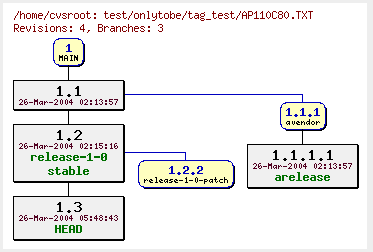 /home/cvsroot: test/onlytobe/tag_test/AP110C80.TXT
Revisions: 4, Branches: 3
1
MAIN
1.1
26-Mar-2004 02:13:57
1.1.1
avendor
1.2
26-Mar-2004 02:15:16
release-1-0
stable
1.2.2
release-1-0-patch
1.1.1.1
26-Mar-2004 02:13:57
arelease
1.3
26-Mar-2004 05:48:43
HEAD